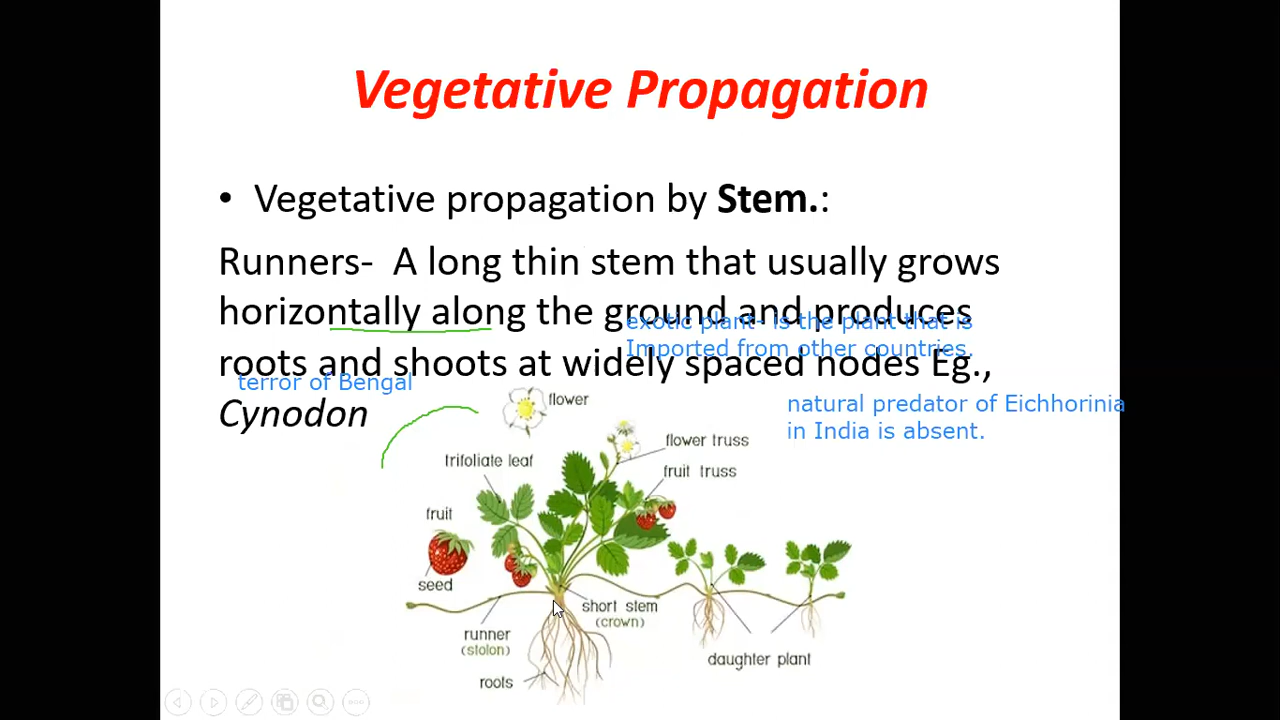 Vegetative Propagation
• Vegetative propagation by Stem.:
Runners- A long thin stem that usually grows
horizontally along the ground and produces
exotic plant- is the plant that is
Imported from other countries.
roots and shoots at widely spaced nodes Eg.,
terror of Bengal
Cynodon
natural predator of Eichhorinia
in India is absent.
flower
flower truss
trifoliate leaf
fruit truss
fruit
seed
short stem
(crown)
runner
(stolon)
daughter plant
roots